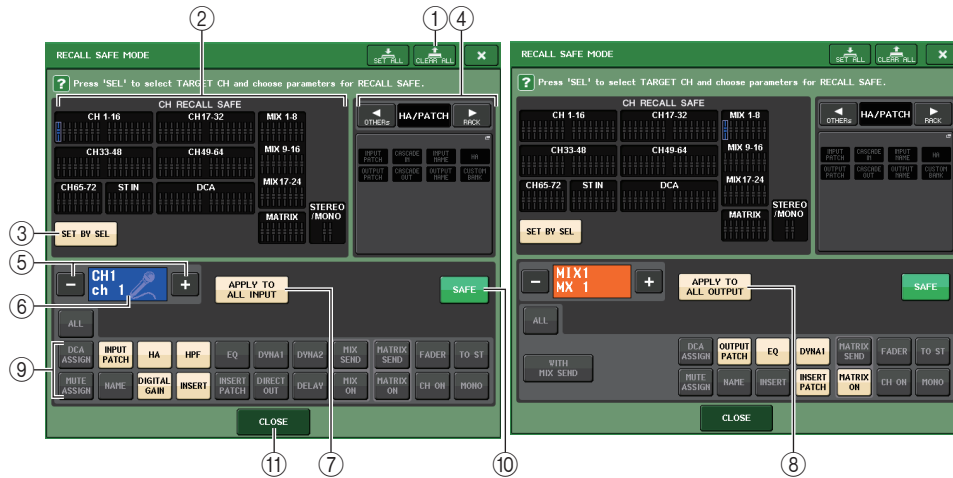 ② ① ④
RECALL SAFE MODE SET ALL CLEAR ALL
? Press 'SEL' to select TARGET CH and choose parameters for RECALL SAFE.
CH RECALL SAFE
CH 1-16 CH17-32 MIX 1-8
CH33-48 CH49-64 MIX 9-16
CH65-72 ST IN DCA MIX17-24
MATRIX STEREO /MONO
OTHERs HA/PATCH RACK
INPUT PATCH CASCADE IN INPUT NAME HA
OUTPUT PATCH CASCADE OUT OUTPUT NAME CUSTOM BANK
③ SET BY SEL
⑤ − CH1 +
⑥ ch 1
APPLY TO ALL INPUT
SAFE
ALL
⑨
DCA ASSIGN INPUT PATCH HA HPF EQ DYNA1 DYNA2 MIX SEND MATRIX SEND FADER TO ST
MUTE ASSIGN NAME DIGITAL GAIN INSERT INSERT PATCH DIRECT OUT DELAY MIX ON MATRIX ON CH ON MONO
CLOSE
⑪ ⑦ ⑩
RECALL SAFE MODE SET ALL CLEAR ALL
? Press 'SEL' to select TARGET CH and choose parameters for RECALL SAFE.
CH RECALL SAFE
CH 1-16 CH17-32 MIX 1-8
CH33-48 CH49-64 MIX 9-16
CH65-72 ST IN DCA MIX17-24
MATRIX STEREO /MONO
OTHERs HA/PATCH RACK
INPUT PATCH CASCADE IN INPUT NAME HA
OUTPUT PATCH CASCADE OUT OUTPUT NAME CUSTOM BANK
SET BY SEL
− MIX1 +
MX 1
APPLY TO ALL OUTPUT
SAFE
ALL
WITH MIX SEND
DCA ASSIGN OUTPUT PATCH EQ DYNA1 MATRIX SEND FADER TO ST
MUTE ASSIGN NAME INSERT INSERT PATCH MATRIX ON CH ON MONO
CLOSE
⑧